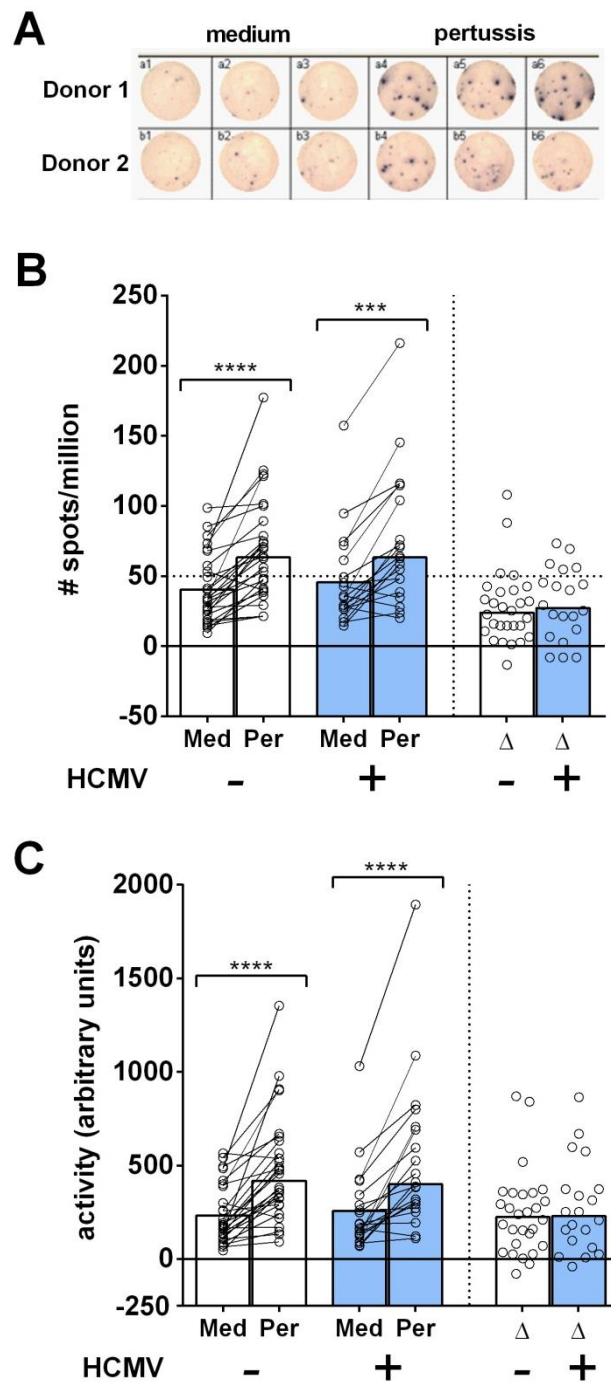 A
medium pertussis
Donor 1 a1 a2 a3 a4 a5 a6
Donor 2 b1 b2 b3 b4 b5 b6
B
# spots/million
250
200
150
100
50
0
-50
**** ***
Med Per Med Per Δ Δ
HCMV - + - +
C
activity (arbitrary units)
2000
1500
1000
500
0
-250
**** ****
Med Per Med Per Δ Δ
HCMV - + - +